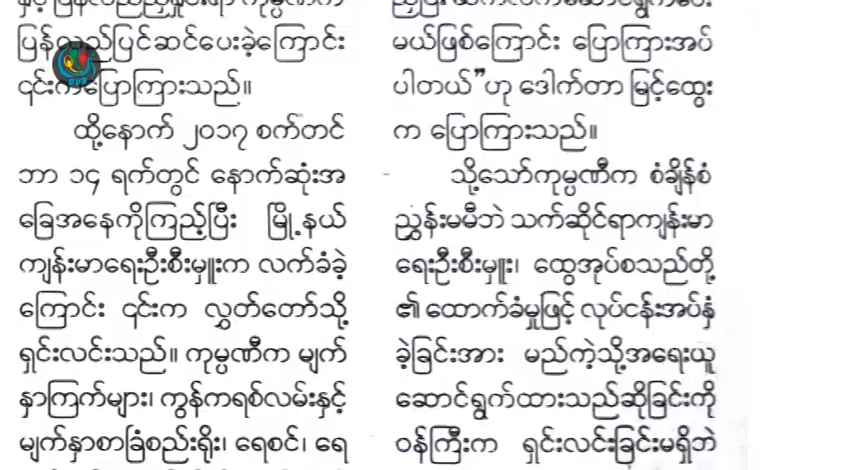 ပြန်လည်ပြင်ဆင်ပေးခဲ့ကြောင်း
၎င်းကပြောကြားသည်။
ထို့နောက် ၂၀၁၇ စက်တင်
ဘာ ၁၄ ရက်တွင် နောက်ဆုံးအ
ခြေအနေကိုကြည့်ပြီး မြို့နယ်
ကျန်းမာရေးဦးစီးမှူးက လက်ခံခဲ့
ကြောင်း ၎င်းက လွှတ်တော်သို့
ရှင်းလင်းသည်။ ကုမ္ပဏီက မျက်
နှာကြက်များ၊ ကွန်ကရစ်လမ်းနှင့်
မျက်နှာစာခြံစည်းရိုး၊ ရေစင်၊ ရေ
မယ်ဖြစ်ကြောင်း ပြောကြားအပ်
ပါတယ်”ဟု ဒေါက်တာ မြင့်ထွေး
က ပြောကြားသည်။
သို့သော်ကုမ္ပဏီက စံချိန်စံ
ညွှန်းမမီဘဲ သက်ဆိုင်ရာကျန်းမာ
ရေးဦးစီးမှူး၊ ထွေအုပ်စသည်တို့
၏ ထောက်ခံမှုဖြင့် လုပ်ငန်းအပ်နှံ
ခဲ့ခြင်းအား မည်ကဲ့သို့အရေးယူ
ဆောင်ရွက်ထားသည်ဆိုခြင်းကို
ဝန်ကြီးက ရှင်းလင်းခြင်းမရှိဘဲ